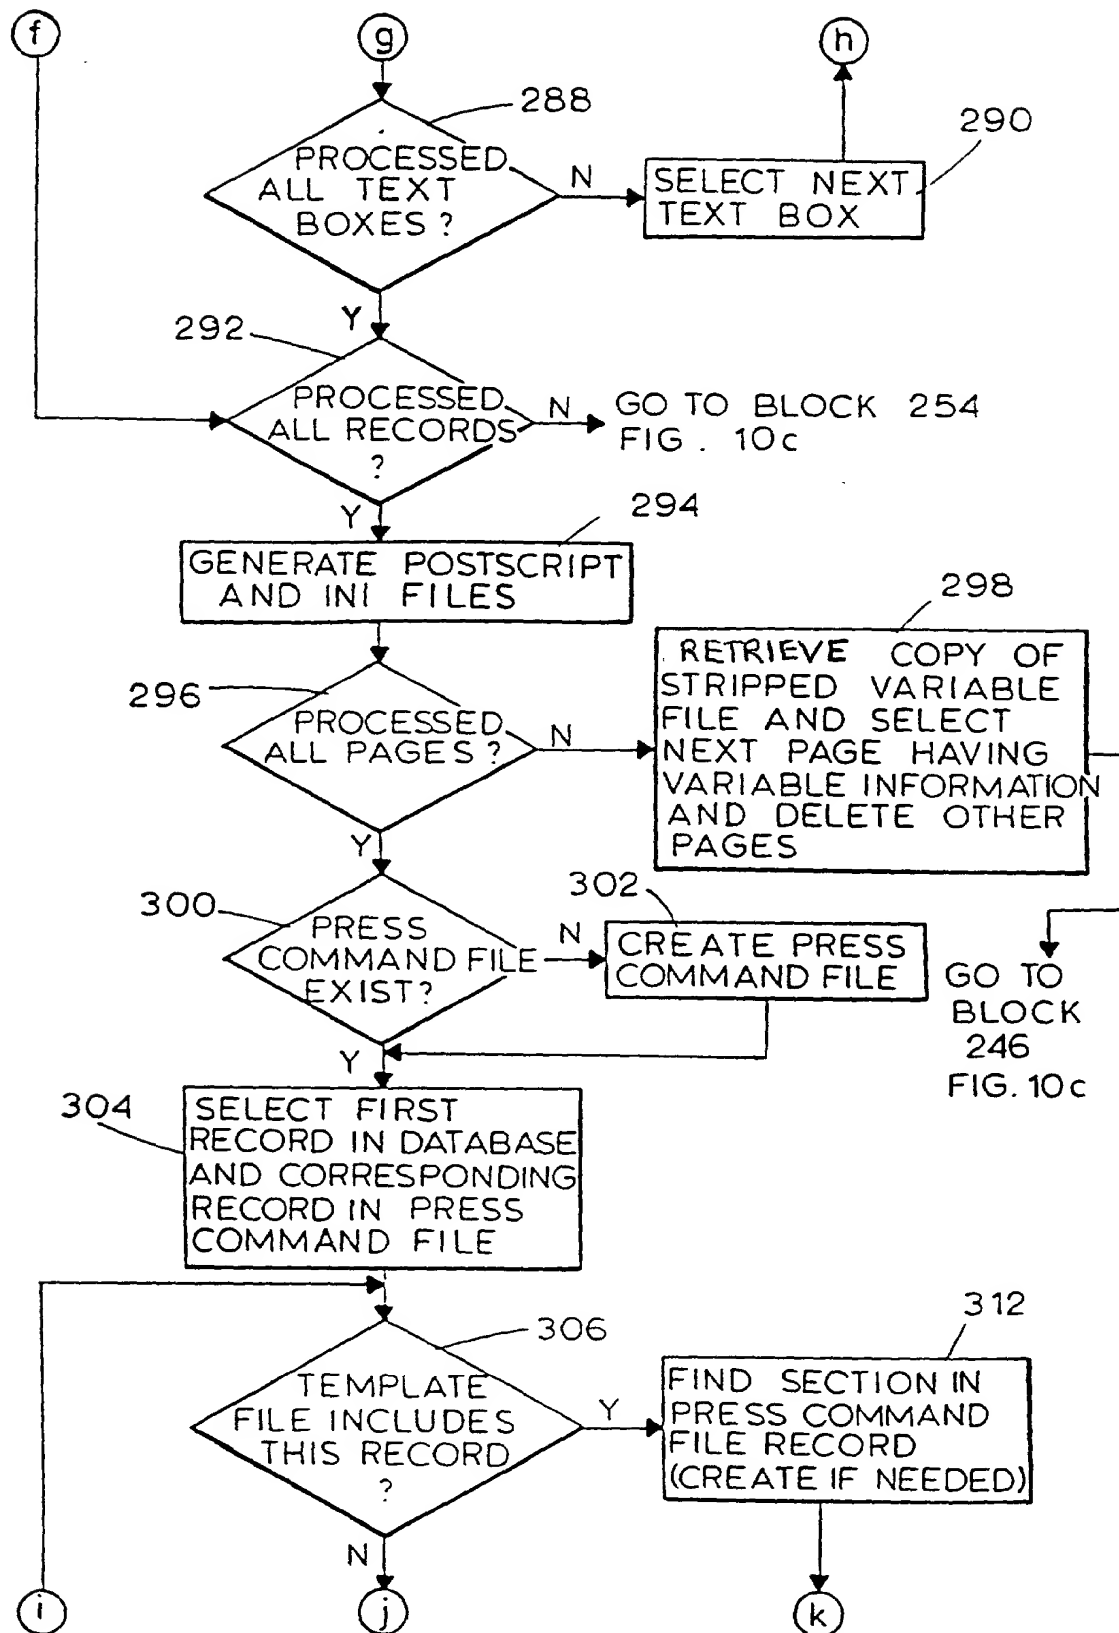 f
g
h
288
PROCESSED
ALL TEXT
BOXES?
N
290
SELECT NEXT
TEXT BOX
Y
292
PROCESSED
ALL RECORDS
?
N
GO TO BLOCK 254
FIG. 10c
Y
294
GENERATE POSTSCRIPT
AND INI FILES
296
PROCESSED
ALL PAGES?
N
298
RETRIEVE COPY OF
STRIPPED VARIABLE
FILE AND SELECT
NEXT PAGE HAVING
VARIABLE INFORMATION
AND DELETE OTHER
PAGES
Y
300
PRESS
COMMAND FILE
EXIST?
N
302
CREATE PRESS
COMMAND FILE
GO TO
BLOCK
246
FIG. 10c
Y
304
SELECT FIRST
RECORD IN DATABASE
AND CORRESPONDING
RECORD IN PRESS
COMMAND FILE
306
TEMPLATE
FILE INCLUDES
THIS RECORD
?
Y
312
FIND SECTION IN
PRESS COMMAND
FILE RECORD
(CREATE IF NEEDED)
N
i
j
k